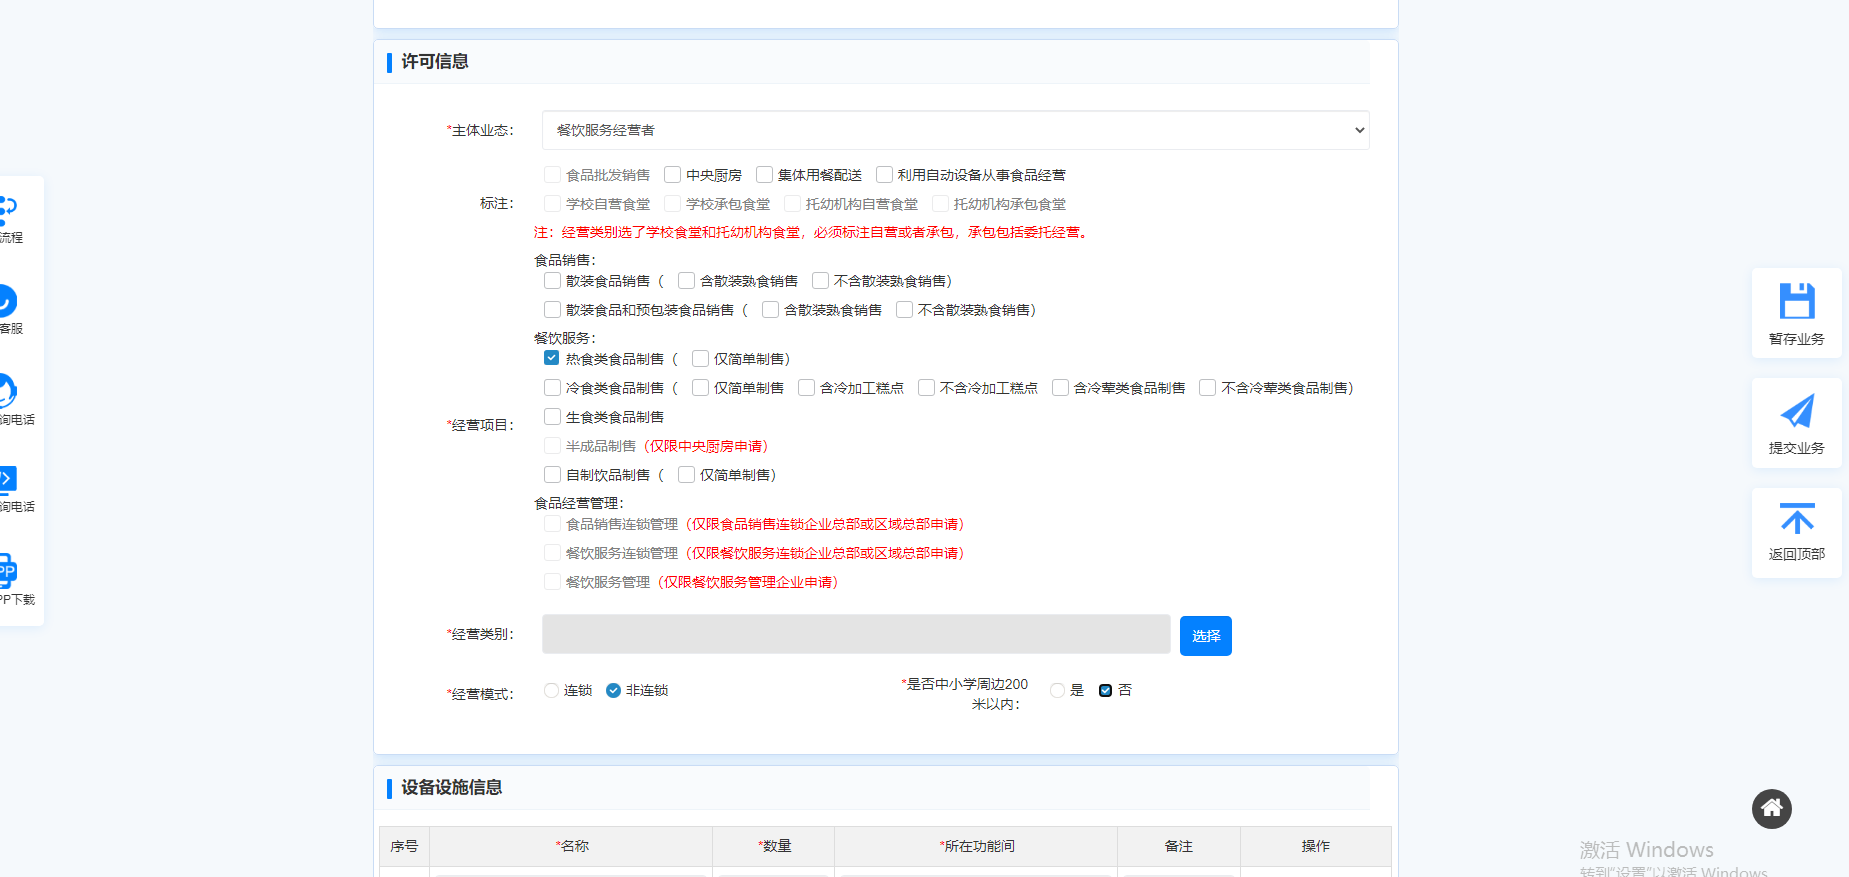 许可信息
*主体业态：
餐饮服务经营者
食品批发销售 中央厨房 集体用餐配送 利用自动设备从事食品经营
标注：
学校自营食堂 学校承包食堂 托幼机构自营食堂 托幼机构承包食堂
注：经营类别选了学校食堂和托幼机构食堂，必须标注自营或者承包，承包包括委托经营。
食品销售：
散装食品销售（ 含散装熟食销售 不含散装熟食销售）
散装食品和预包装食品销售（ 含散装熟食销售 不含散装熟食销售）
餐饮服务：
热食类食品制售（ 仅简单制售）
冷食类食品制售（ 仅简单制售 含冷加工糕点 不含冷加工糕点 含冷荤类食品制售 不含冷荤类食品制售）
生食类食品制售
*经营项目：
半成品制售（仅限中央厨房申请）
自制饮品制售（ 仅简单制售）
食品经营管理：
食品销售连锁管理（仅限食品销售连锁企业总部或区域总部申请）
餐饮服务连锁管理（仅限餐饮服务连锁企业总部或区域总部申请）
餐饮服务管理（仅限餐饮服务管理企业申请）
*经营类别：
选择
*经营模式：
连锁 非连锁
*是否中小学周边200
米以内：
是 否
设备设施信息
序号 *名称 *数量 *所在功能间 备注 操作
流程
客服
询电话
询电话
PP
PP下载
暂存业务
提交业务
返回顶部
激活 Windows
转到"设置"以激活 Windows